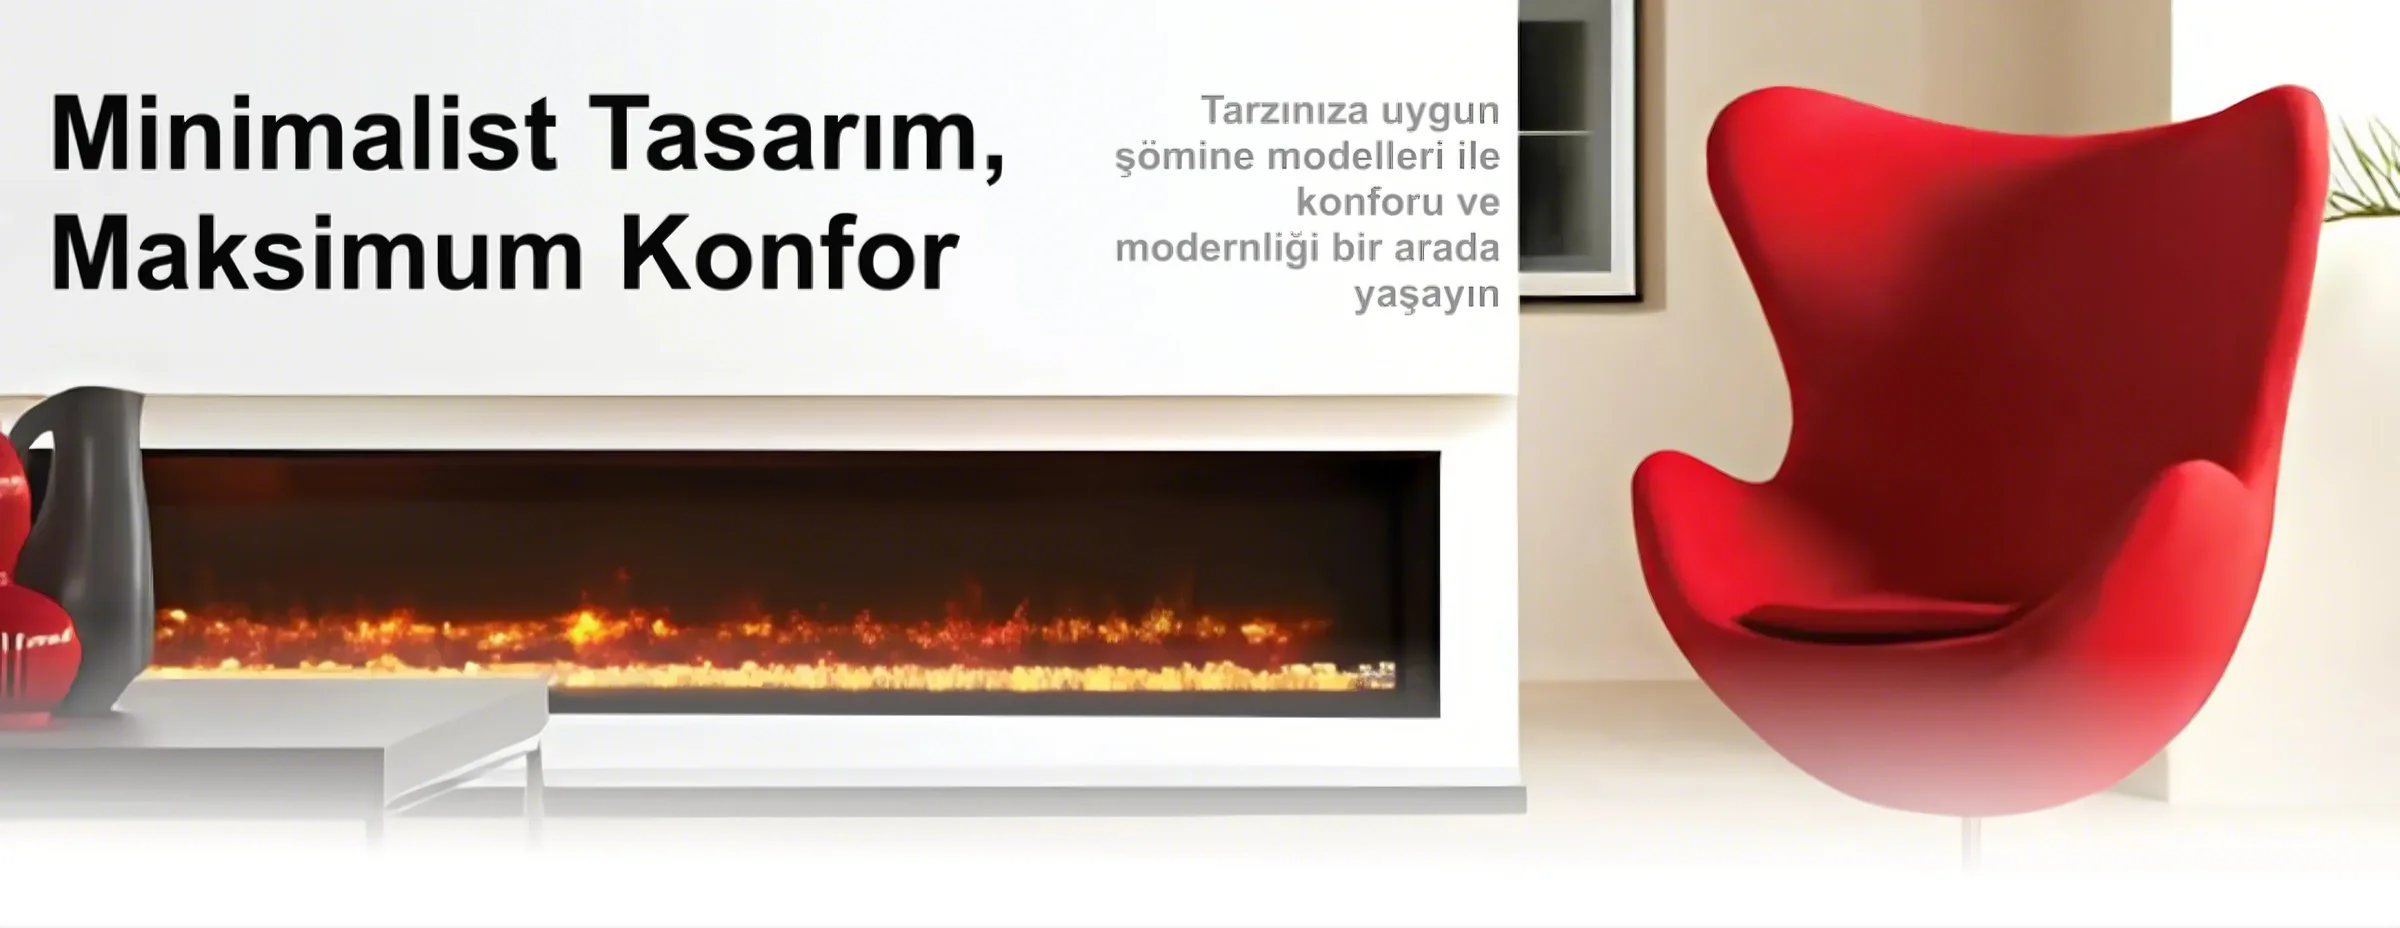 Minimalist Tasarım,
Maksimum Konfor
Tarzınıza uygun
şömine modelleri ile
konforu ve
modernliği bir arada
yaşayın